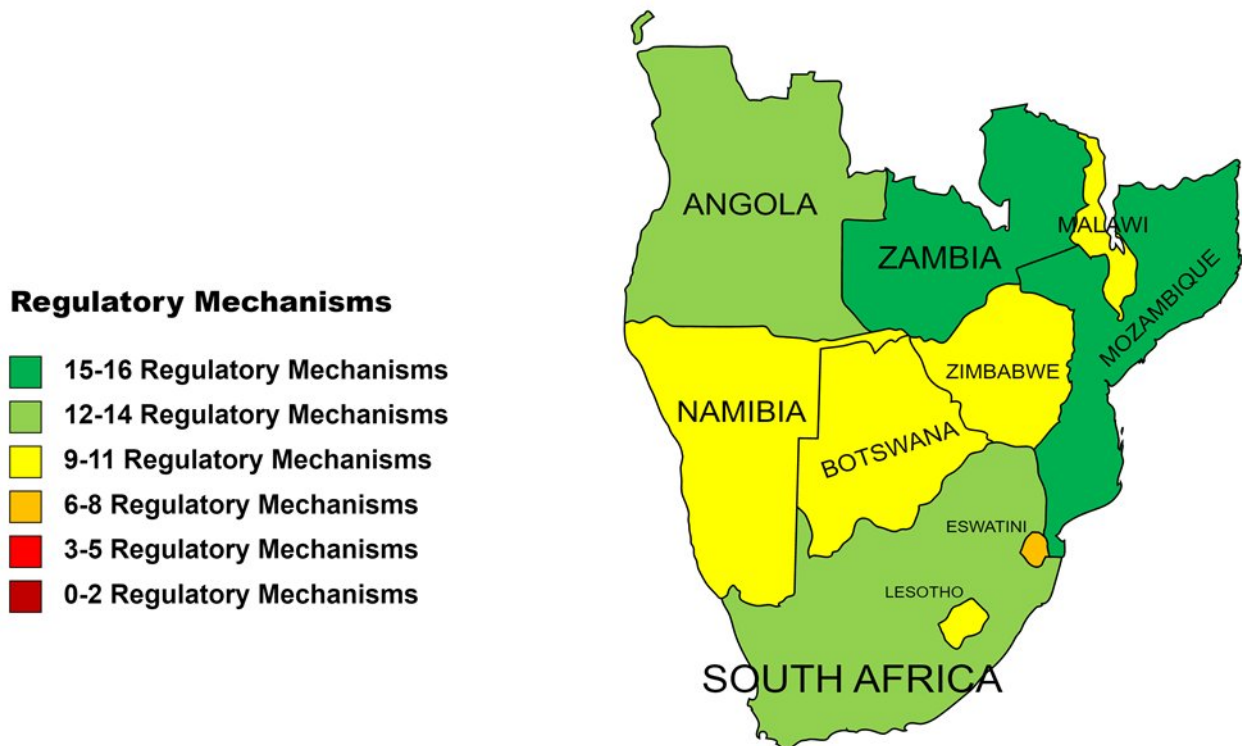 Regulatory Mechanisms
15-16 Regulatory Mechanisms
12-14 Regulatory Mechanisms
9-11 Regulatory Mechanisms
6-8 Regulatory Mechanisms
3-5 Regulatory Mechanisms
0-2 Regulatory Mechanisms
ANGOLA
ZAMBIA
MALAWI
MOZAMBIQUE
ZIMBABWE
NAMIBIA
BOTSWANA
ESWATINI
LESOTHO
SOUTH AFRICA